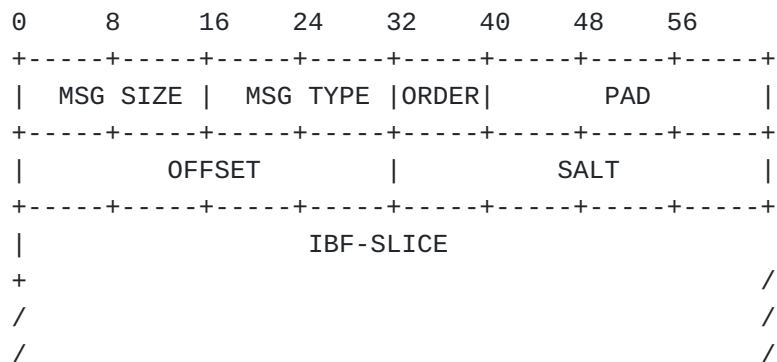 0     8    16    24    32    40    48    56
+-----+-----+-----+-----+-----+-----+-----+-----+
|  MSG SIZE |  MSG TYPE |ORDER|       PAD       |
+-----+-----+-----+-----+-----+-----+-----+-----+
|         OFFSET        |          SALT         |
+-----+-----+-----+-----+-----+-----+-----+-----+
|                  IBF-SLICE
+                                               /
/                                               /
/                                               /